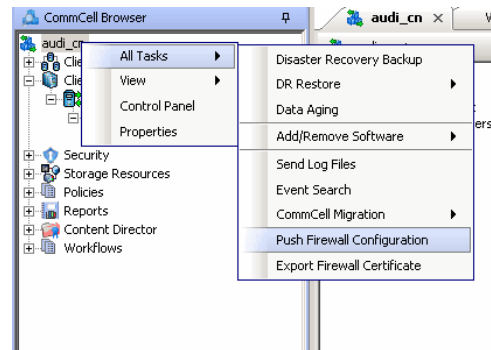 CommCell Browser
audi_cn
audi_cn
All Tasks
View
Control Panel
Properties
Disaster Recovery Backup
DR Restore
Data Aging
Add/Remove Software
Send Log Files
Event Search
CommCell Migration
Push Firewall Configuration
Export Firewall Certificate
Security
Storage Resources
Policies
Reports
Content Director
Workflows